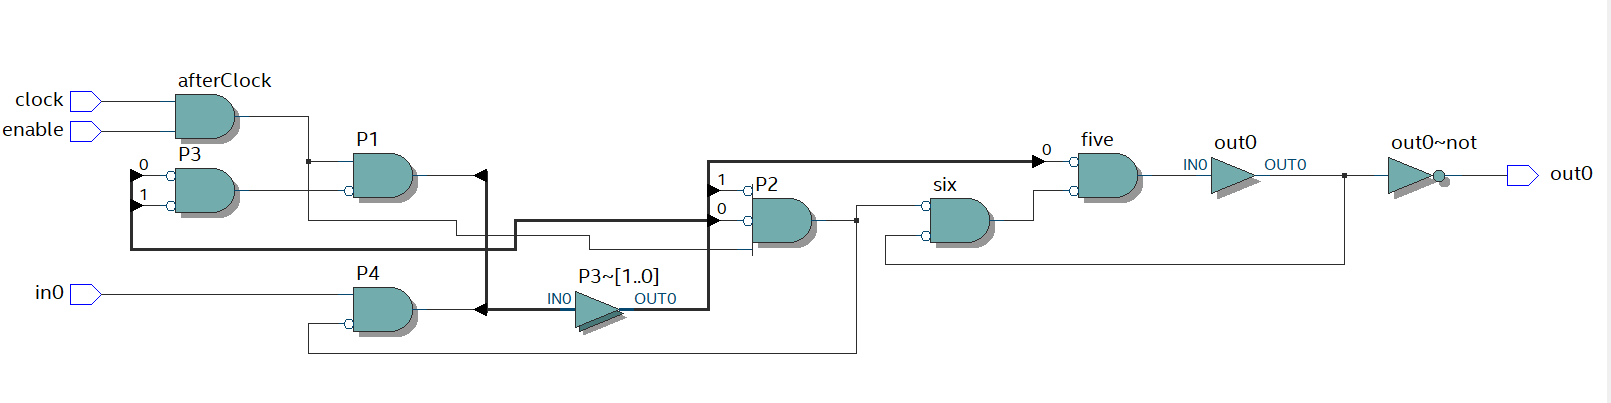 afterClock
clock
enable
P3
0
1
P1
P4
in0
P3~[1..0]
IN0
OUT0
1
0
P2
six
0
five
out0
IN0
OUT0
out0~not
out0